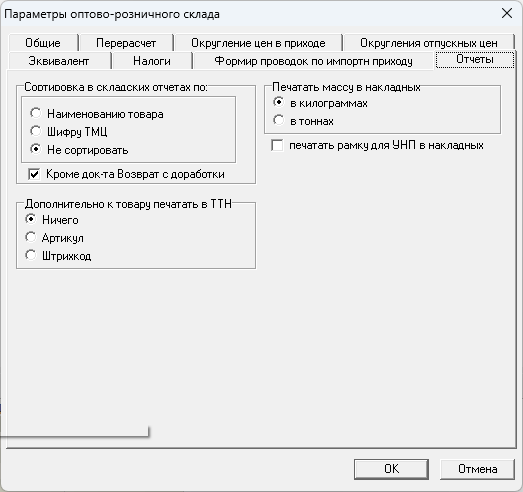 Параметры оптово-розничного склада
Общие
Перерасчет
Округление цен в приходе
Округления отпускных цен
Эквивалент
Налоги
Формир проводок по импортн приходу
Отчеты
Сортировка в складских отчетах по:
Наименованию товара
Шифру ТМЦ
Не сортировать
Кроме док-та Возврат с доработки
Печатать массу в накладных
в килограммах
в тоннах
печатать рамку для УНП в накладных
Дополнительно к товару печатать в ТТН
Ничего
Артикул
Штрихкод
OK
Отмена